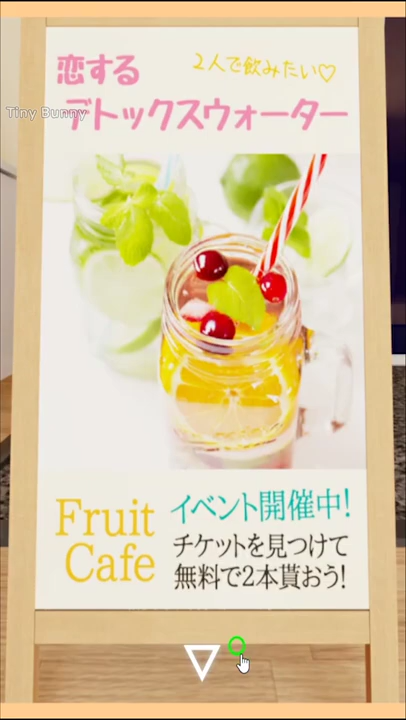 恋する
2人で飲みたい♡
デトックスウォーター
Tiny Bunny
Fruit
Cafe
イベント開催中!
チケットを見つけて
無料で2本貰おう!